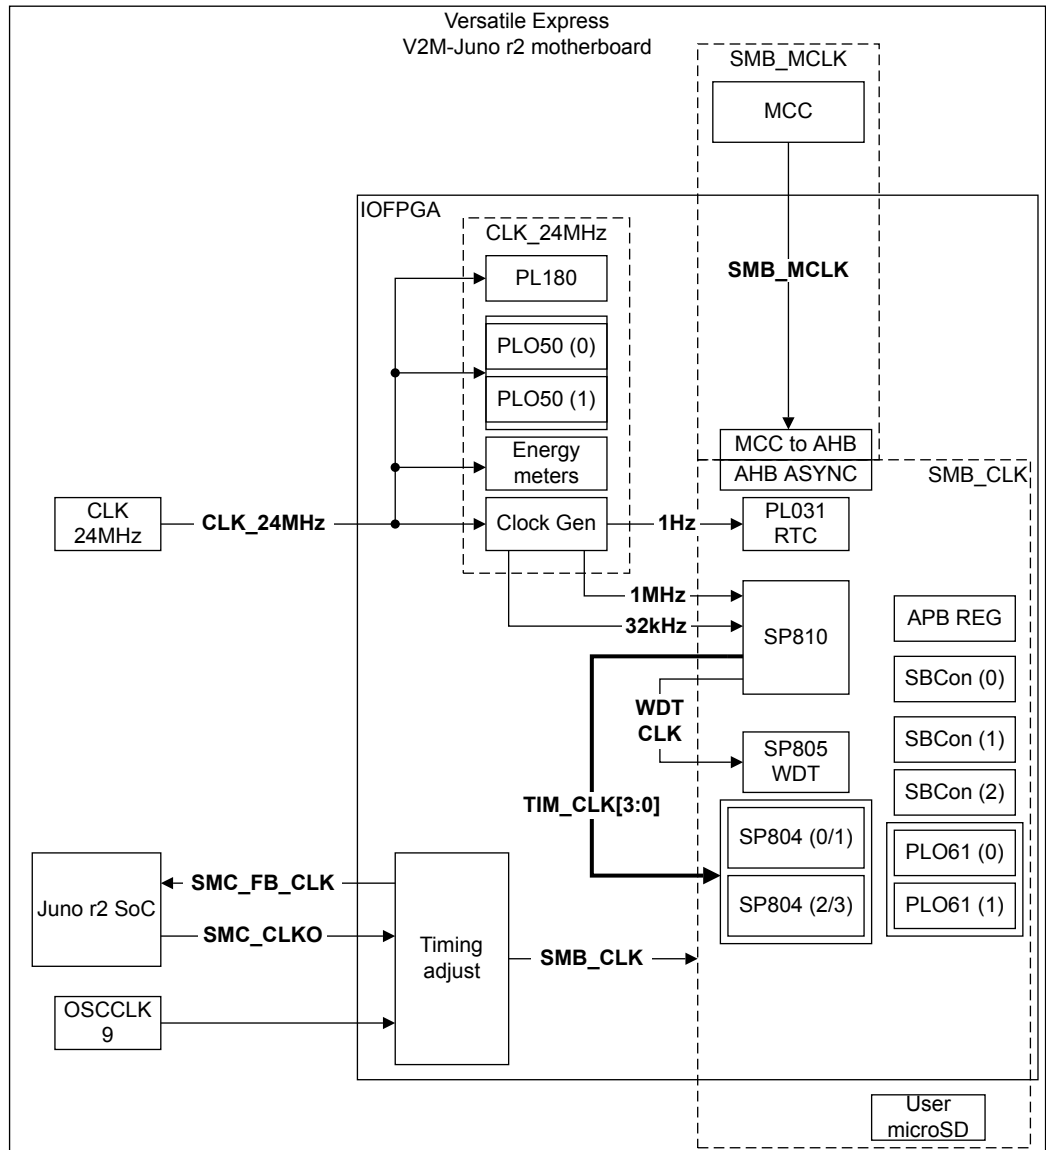 Versatile Express
V2M-Juno r2 motherboard
SMB_MCLK
MCC
IOFPGA
CLK_24MHz
PL180
SMB_MCLK
PLO50 (0)
PLO50 (1)
MCC to AHB
Energy
meters
AHB ASYNC
SMB_CLK
CLK
24MHz
CLK_24MHz
Clock Gen
1Hz
PL031
RTC
1MHz
32kHz
SP810
APB REG
SBCon (0)
WDT
CLK
SP805
WDT
SBCon (1)
SBCon (2)
TIM_CLK[3:0]
SP804 (0/1)
PLO61 (0)
SP804 (2/3)
PLO61 (1)
Juno r2 SoC
SMC_FB_CLK
SMC_CLKO
Timing
adjust
SMB_CLK
OSCCLK
9
User
microSD